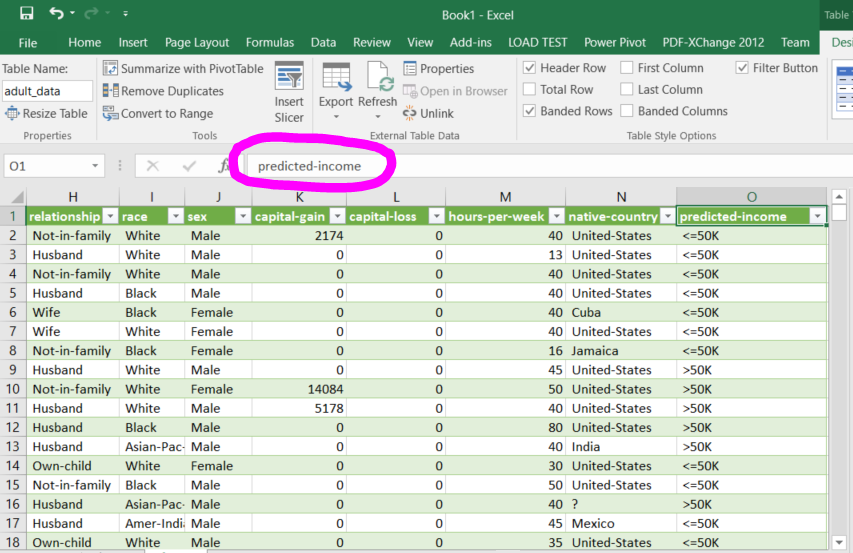 Book1 - Excel
Table
File Home Insert Page Layout Formulas Data Review View Add-ins LOAD TEST Power Pivot PDF-XChange 2012 Team
Table Name: Summarize with PivotTable Properties Header Row First Column Filter Button
adult_data Remove Duplicates Insert Slicer Export Refresh Open in Browser Total Row Last Column
Resize Table Convert to Range Unlink Banded Rows Banded Columns
Properties Tools External Table Data Table Style Options
O1 predicted-income
H I J K L M N O
1 relationship race sex capital-gain capital-loss hours-per-week native-country predicted-income
2 Not-in-family White Male 2174 0 40 United-States <=50K
3 Husband White Male 0 0 13 United-States <=50K
4 Not-in-family White Male 0 0 40 United-States <=50K
5 Husband Black Male 0 0 40 United-States <=50K
6 Wife Black Female 0 0 40 Cuba <=50K
7 Wife White Female 0 0 40 United-States <=50K
8 Not-in-family Black Female 0 0 16 Jamaica <=50K
9 Husband White Male 0 0 45 United-States >50K
10 Not-in-family White Female 14084 0 50 United-States >50K
11 Husband White Male 5178 0 40 United-States >50K
12 Husband Black Male 0 0 80 United-States >50K
13 Husband Asian-Pac- Male 0 0 40 India >50K
14 Own-child White Female 0 0 30 United-States <=50K
15 Not-in-family Black Male 0 0 50 United-States <=50K
16 Husband Asian-Pac- Male 0 0 40 ? >50K
17 Husband Amer-India Male 0 0 45 Mexico <=50K
18 Own-child White Male 0 0 35 United-States <=50K